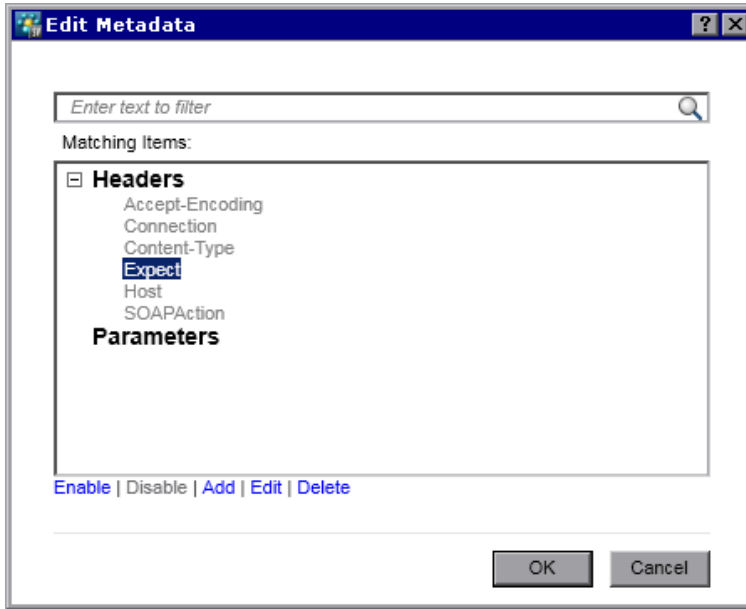 Edit Metadata
Enter text to filter
Matching Items:
Headers
Accept-Encoding
Connection
Content-Type
Expect
Host
SOAPAction
Parameters
Enable | Disable | Add | Edit | Delete
OK Cancel